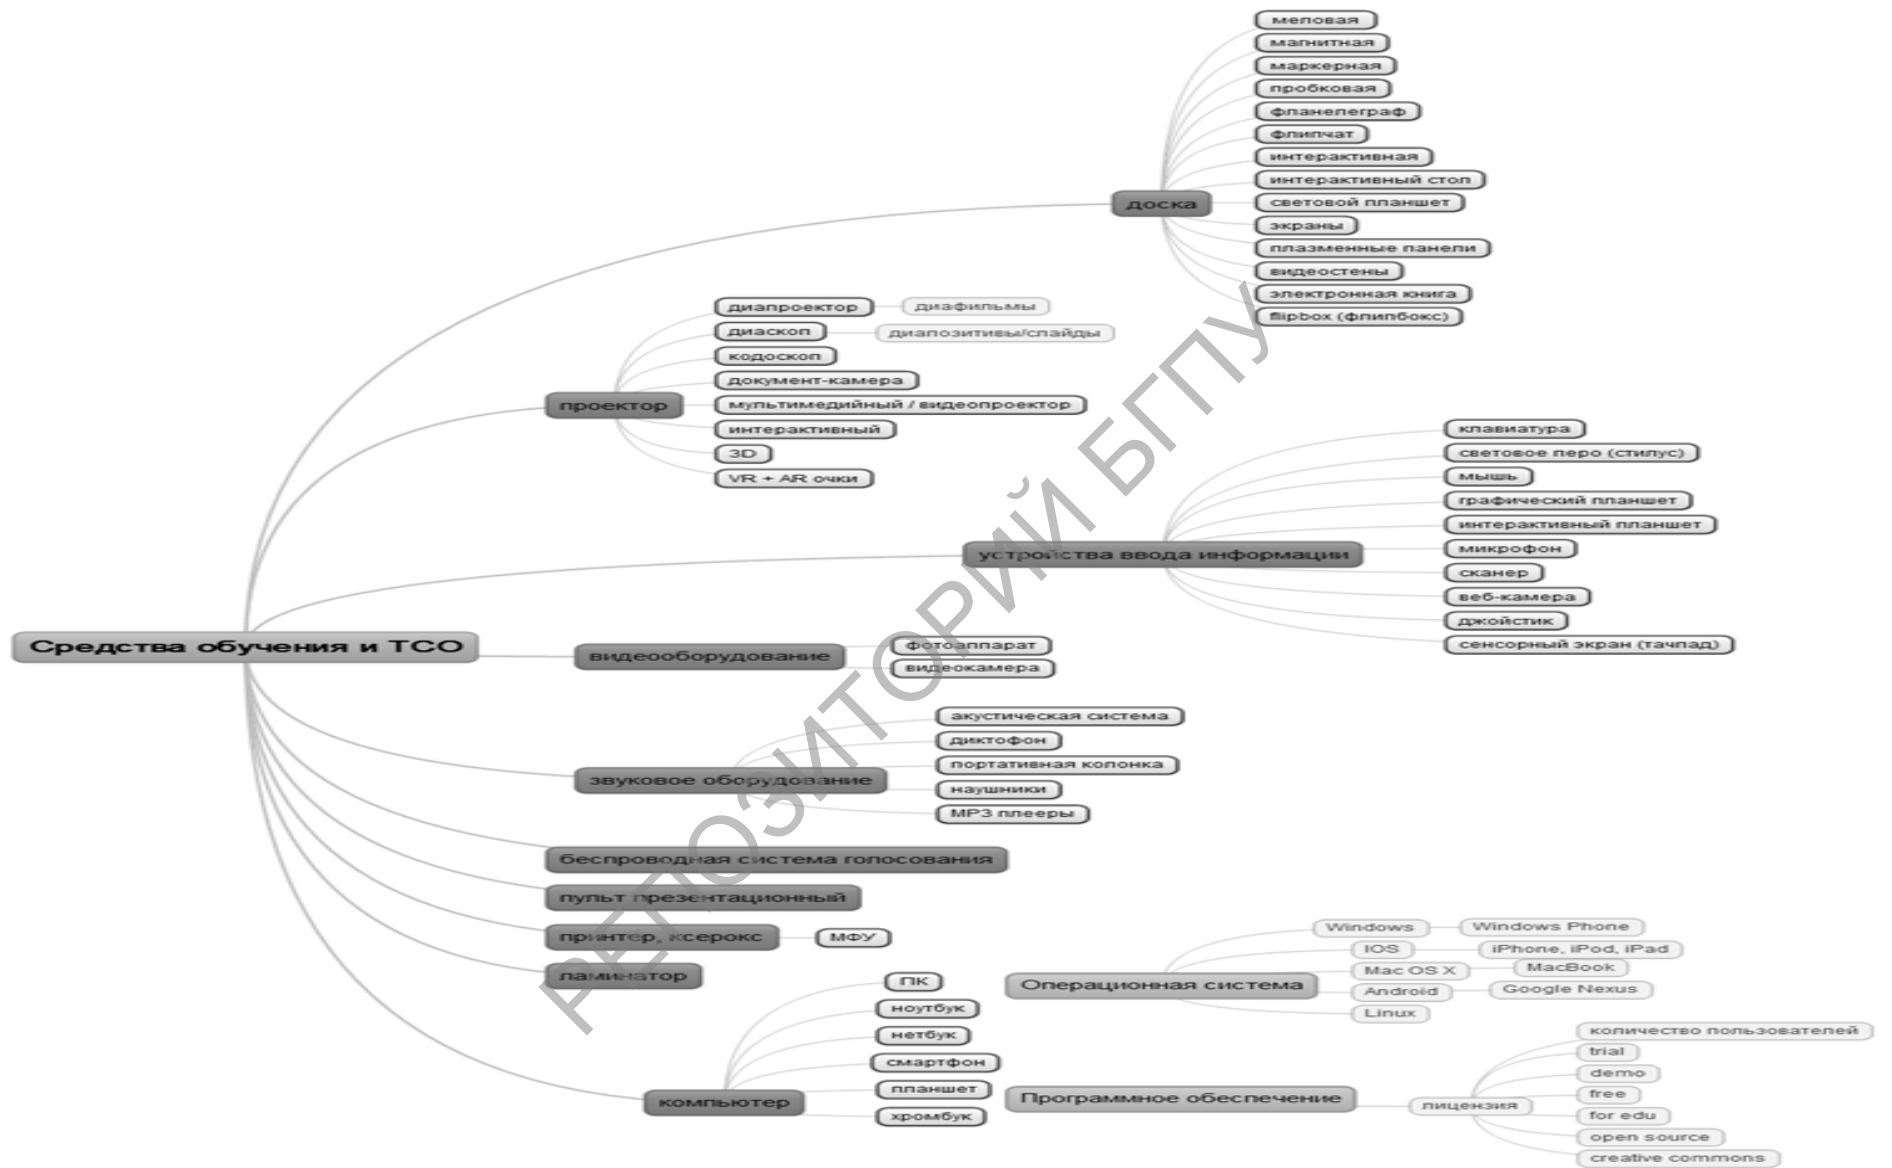 Средства обучения и ТСО
доска
меловая
магнитная
маркерная
пробковая
фланелеграф
флипчат
интерактивная
интерактивный стол
световой планшет
экраны
плазменные панели
видеостены
электронная книга
flipbox (флипбокс)
проектор
диапроектор
диафильмы
диаскоп
диапозитивы/слайды
кодоскоп
документ-камера
мультимедийный / видеопроектор
интерактивный
3D
VR + AR очки
устройства ввода информации
клавиатура
световое перо (стилус)
мышь
графический планшет
интерактивный планшет
микрофон
сканер
веб-камера
джойстик
сенсорный экран (тачпад)
видеооборудование
фотоаппарат
видеокамера
звуковое оборудование
акустическая система
диктофон
портативная колонка
наушники
MP3 плееры
беспроводная система голосования
пульт презентационный
принтер, ксерокс
МФУ
ламинатор
компьютер
ПК
ноутбук
нетбук
смартфон
планшет
хромбук
Операционная система
Windows
Windows Phone
IOS
iPhone, iPod, iPad
Mac OS X
MacBook
Android
Google Nexus
Linux
Программное обеспечение
лицензия
количество пользователей
trial
demo
free
for edu
open source
creative commons
РЕПОЗИТОРИЙ БГПУ